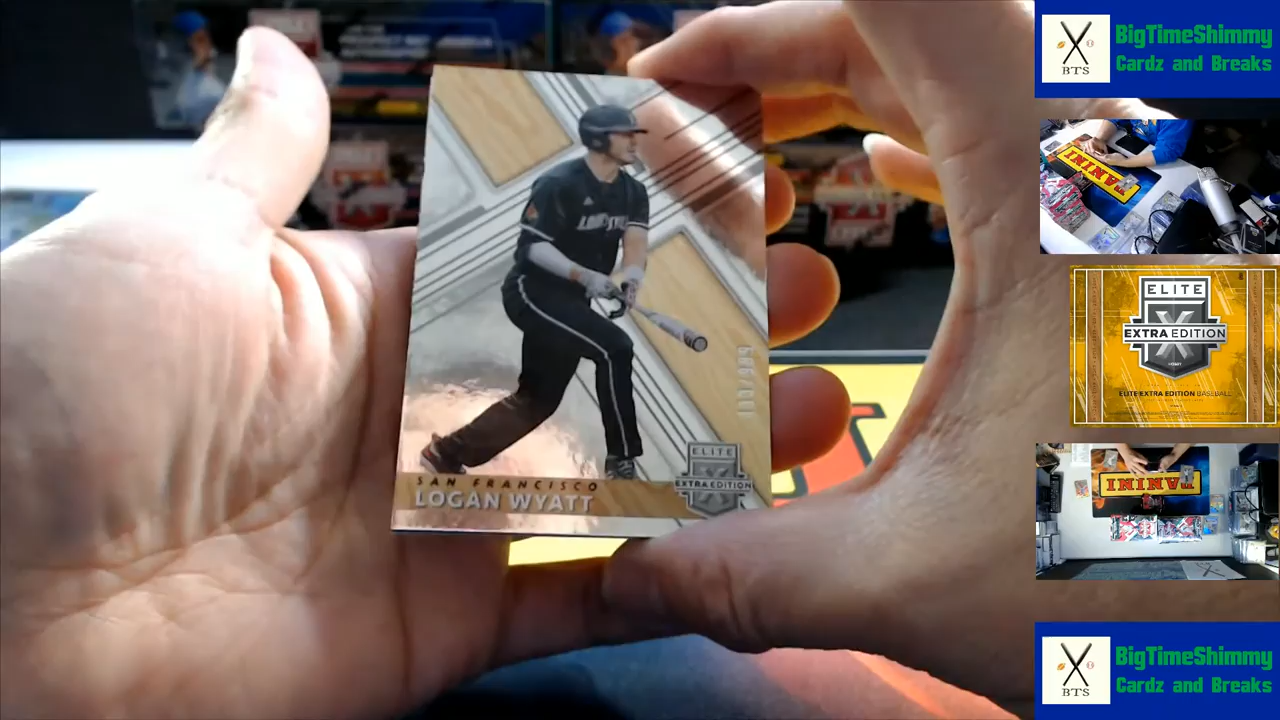 SAN FRANCISCO
LOGAN WYATT
ELITE
EXTRA EDITION
BTS
BigTimeShimmy
Cardz and Breaks
PANINI
ELITE
EXTRA EDITION
ELITE EXTRA EDITION BASEBALL
PANINI
BTS
BigTimeShimmy
Cardz and Breaks